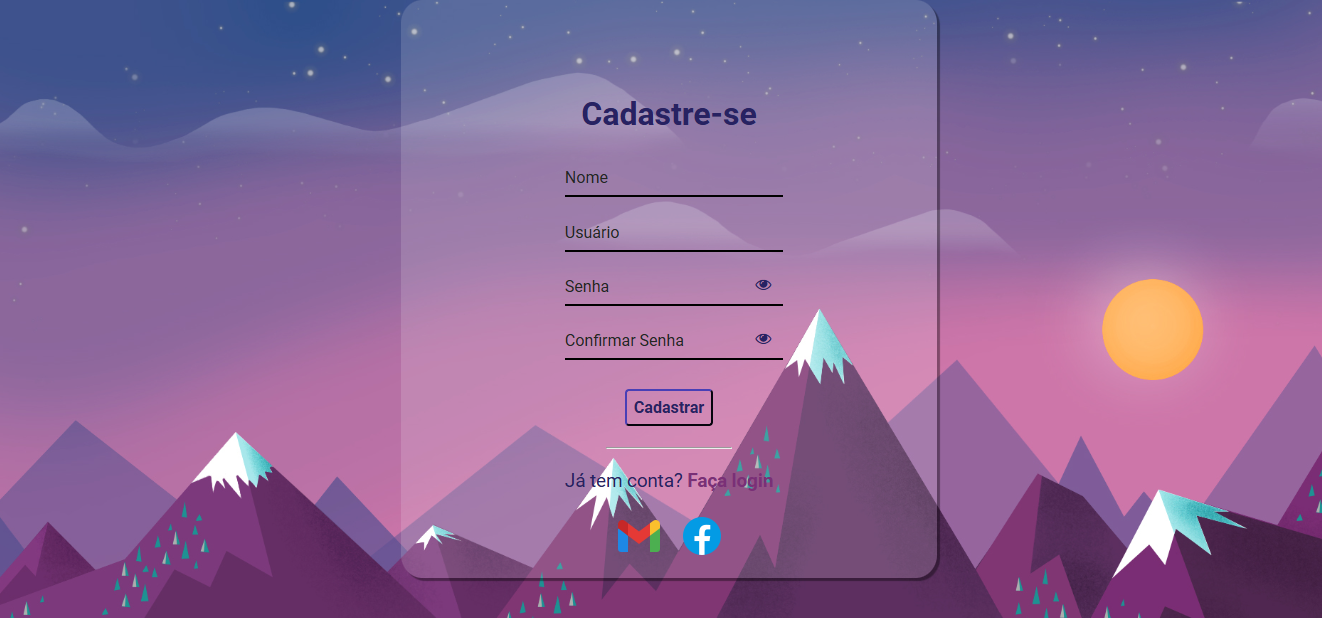 Cadastre-se
Nome
Usuário
Senha
Confirmar Senha
Cadastrar
Já tem conta? Faça login